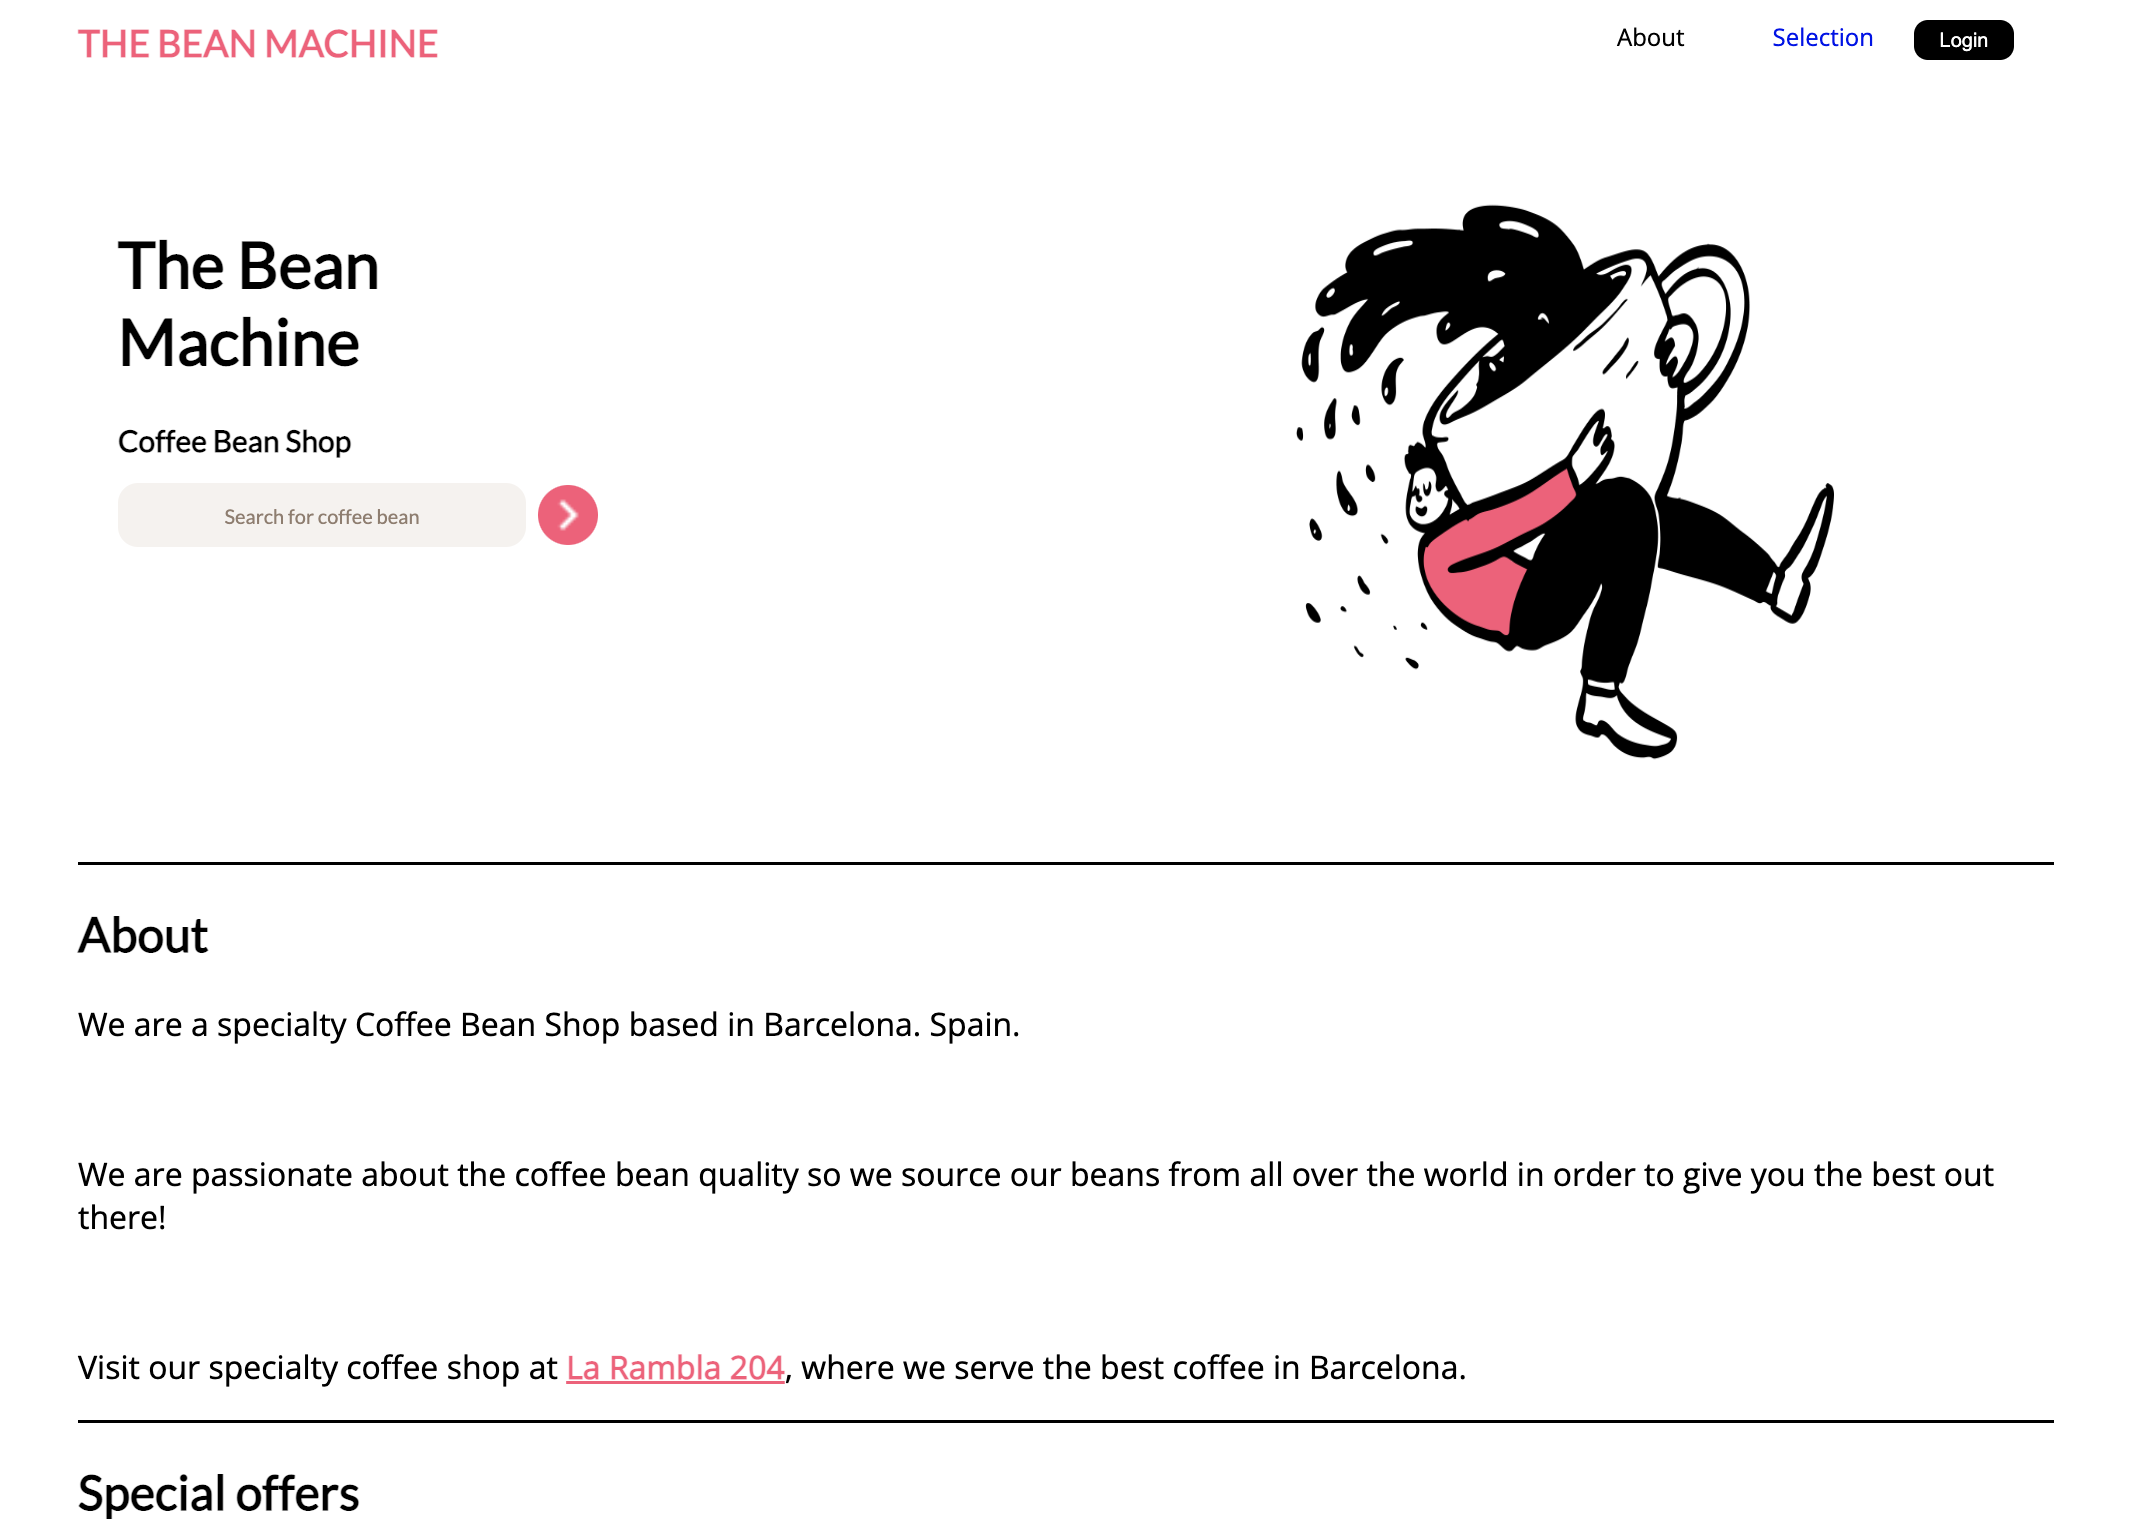 THE BEAN MACHINE
About
Selection
Login
The Bean
Machine
Coffee Bean Shop
Search for coffee bean
About
We are a specialty Coffee Bean Shop based in Barcelona. Spain.
We are passionate about the coffee bean quality so we source our beans from all over the world in order to give you the best out
there!
Visit our specialty coffee shop at La Rambla 204, where we serve the best coffee in Barcelona.
Special offers